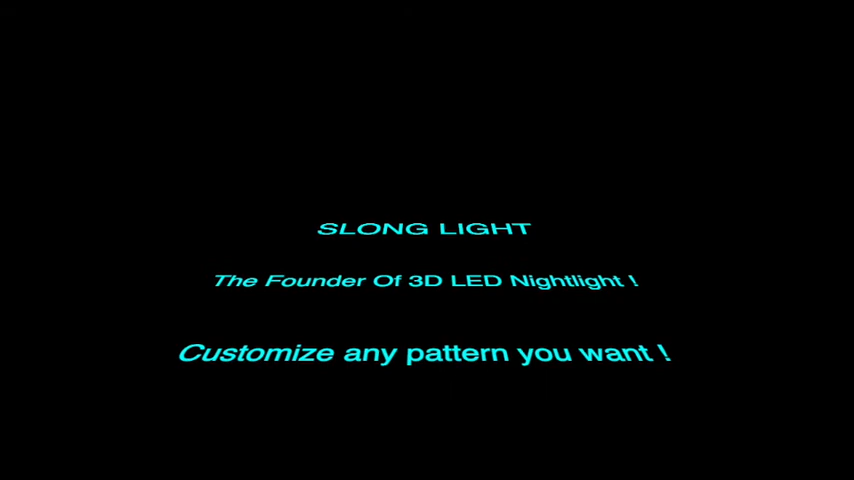 SLONG LIGHT
The Founder Of 3D LED Nightlight !
Customize any pattern you want !